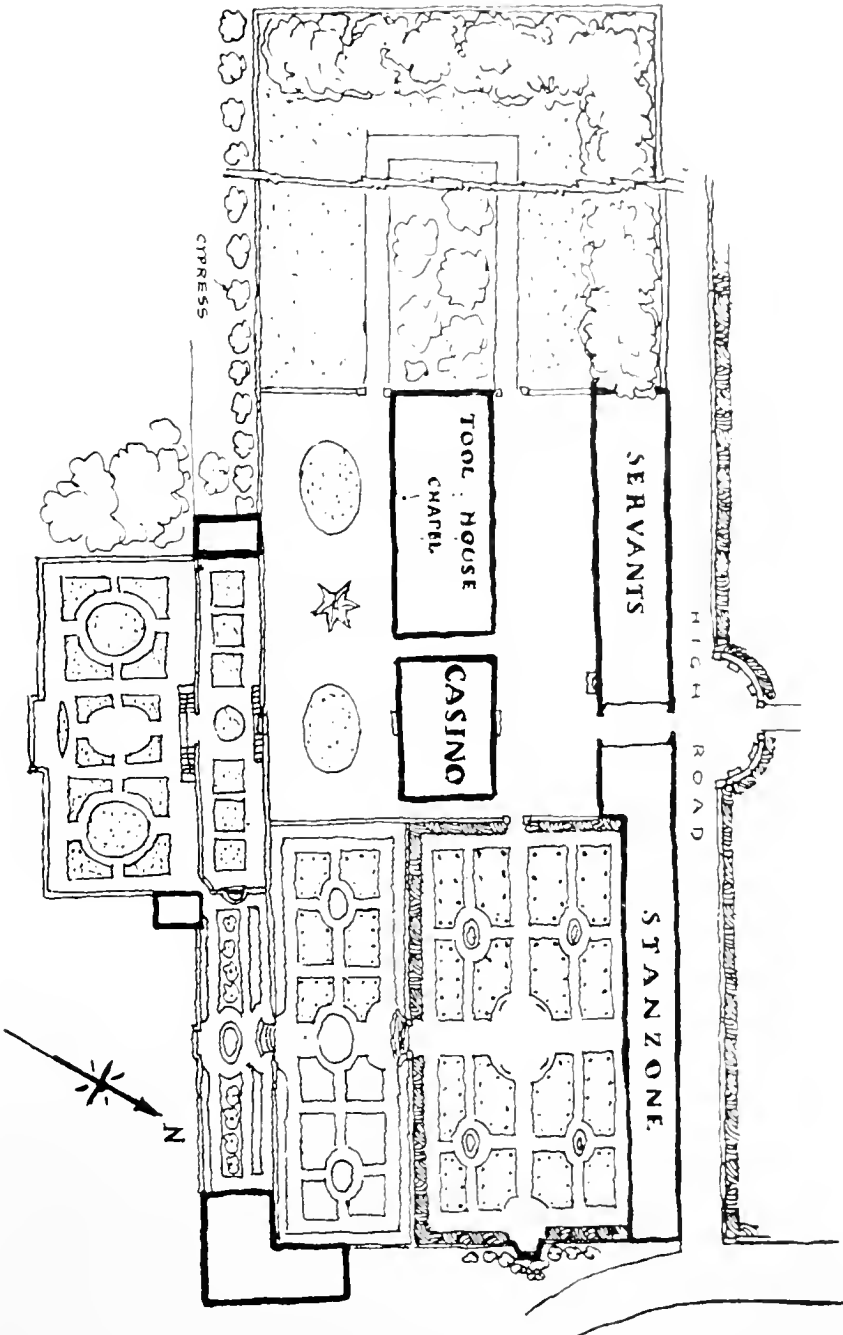 CYPRESS
TOOL HOUSE
CHAPEL
SERVANTS
HIGH ROAD
CASINO
STANZONE
N